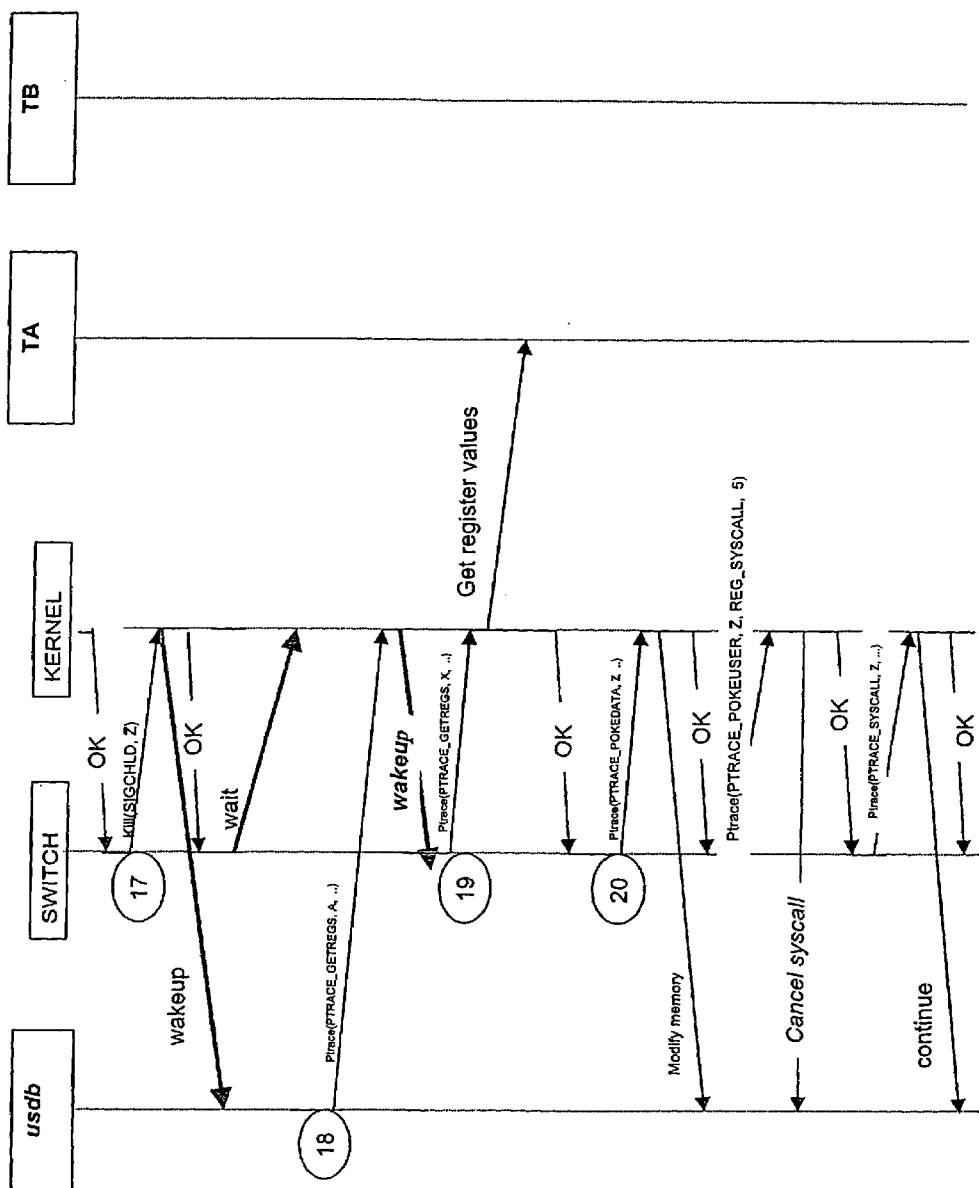 usdb
SWITCH
KERNEL
TA
TB
OK
17
Kill(SIGCHLD, Z)
wakeup
OK
wait
18
Ptrace(PTRACE_GETREGS, A, ..)
wakeup
19
Ptrace(PTRACE_GETREGS, X, ..)
Get register values
OK
20
Ptrace(PTRACE_POKEDATA, Z ..)
Modify memory
OK
Ptrace(PTRACE_POKEUSER, Z, REG_SYSCALL, 5)
Cancel syscall
OK
Ptrace(PTRACE_SYSCALL, Z, ...)
continue
OK